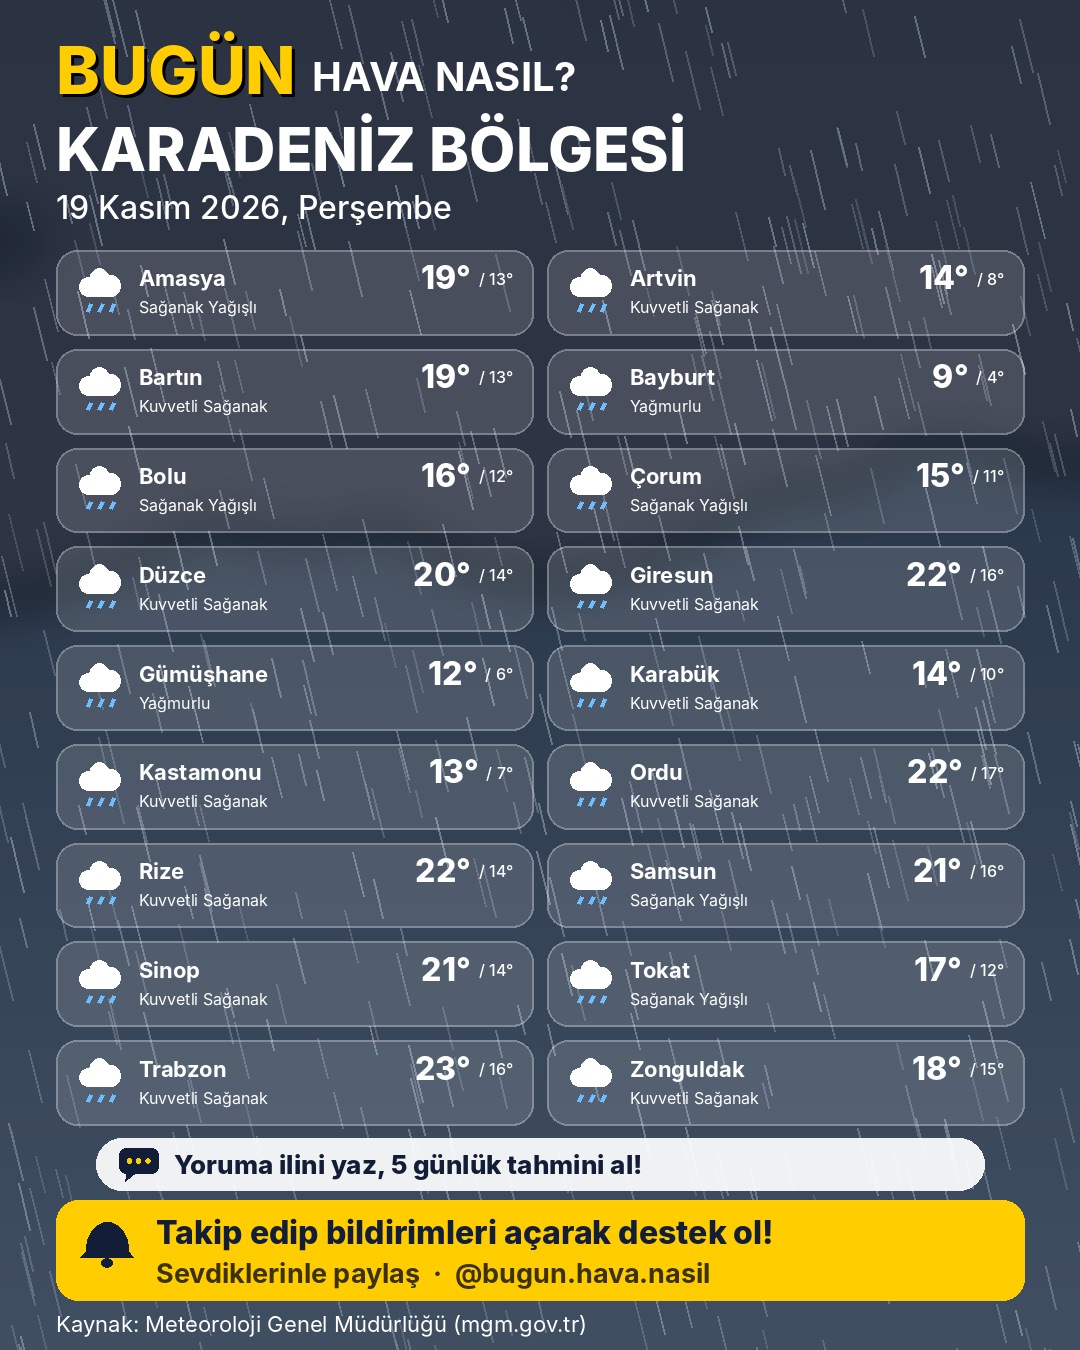 BUGÜN HAVA NASIL?
KARADENİZ BÖLGESİ
19 Kasım 2026, Perşembe
Amasya 19° / 13°
Sağanak Yağışlı
Artvin 14° / 8°
Kuvvetli Sağanak
Bartın 19° / 13°
Kuvvetli Sağanak
Bayburt 9° / 4°
Yağmurlu
Bolu 16° / 12°
Sağanak Yağışlı
Çorum 15° / 11°
Sağanak Yağışlı
Düzce 20° / 14°
Kuvvetli Sağanak
Giresun 22° / 16°
Kuvvetli Sağanak
Gümüşhane 12° / 6°
Yağmurlu
Karabük 14° / 10°
Kuvvetli Sağanak
Kastamonu 13° / 7°
Kuvvetli Sağanak
Ordu 22° / 17°
Kuvvetli Sağanak
Rize 22° / 14°
Kuvvetli Sağanak
Samsun 21° / 16°
Sağanak Yağışlı
Sinop 21° / 14°
Kuvvetli Sağanak
Tokat 17° / 12°
Sağanak Yağışlı
Trabzon 23° / 16°
Kuvvetli Sağanak
Zonguldak 18° / 15°
Kuvvetli Sağanak
Yoruma ilini yaz, 5 günlük tahmini al!
Takip edip bildirimleri açarak destek ol!
Sevdiklerinle paylaş · @bugun.hava.nasil
Kaynak: Meteoroloji Genel Müdürlüğü (mgm.gov.tr)